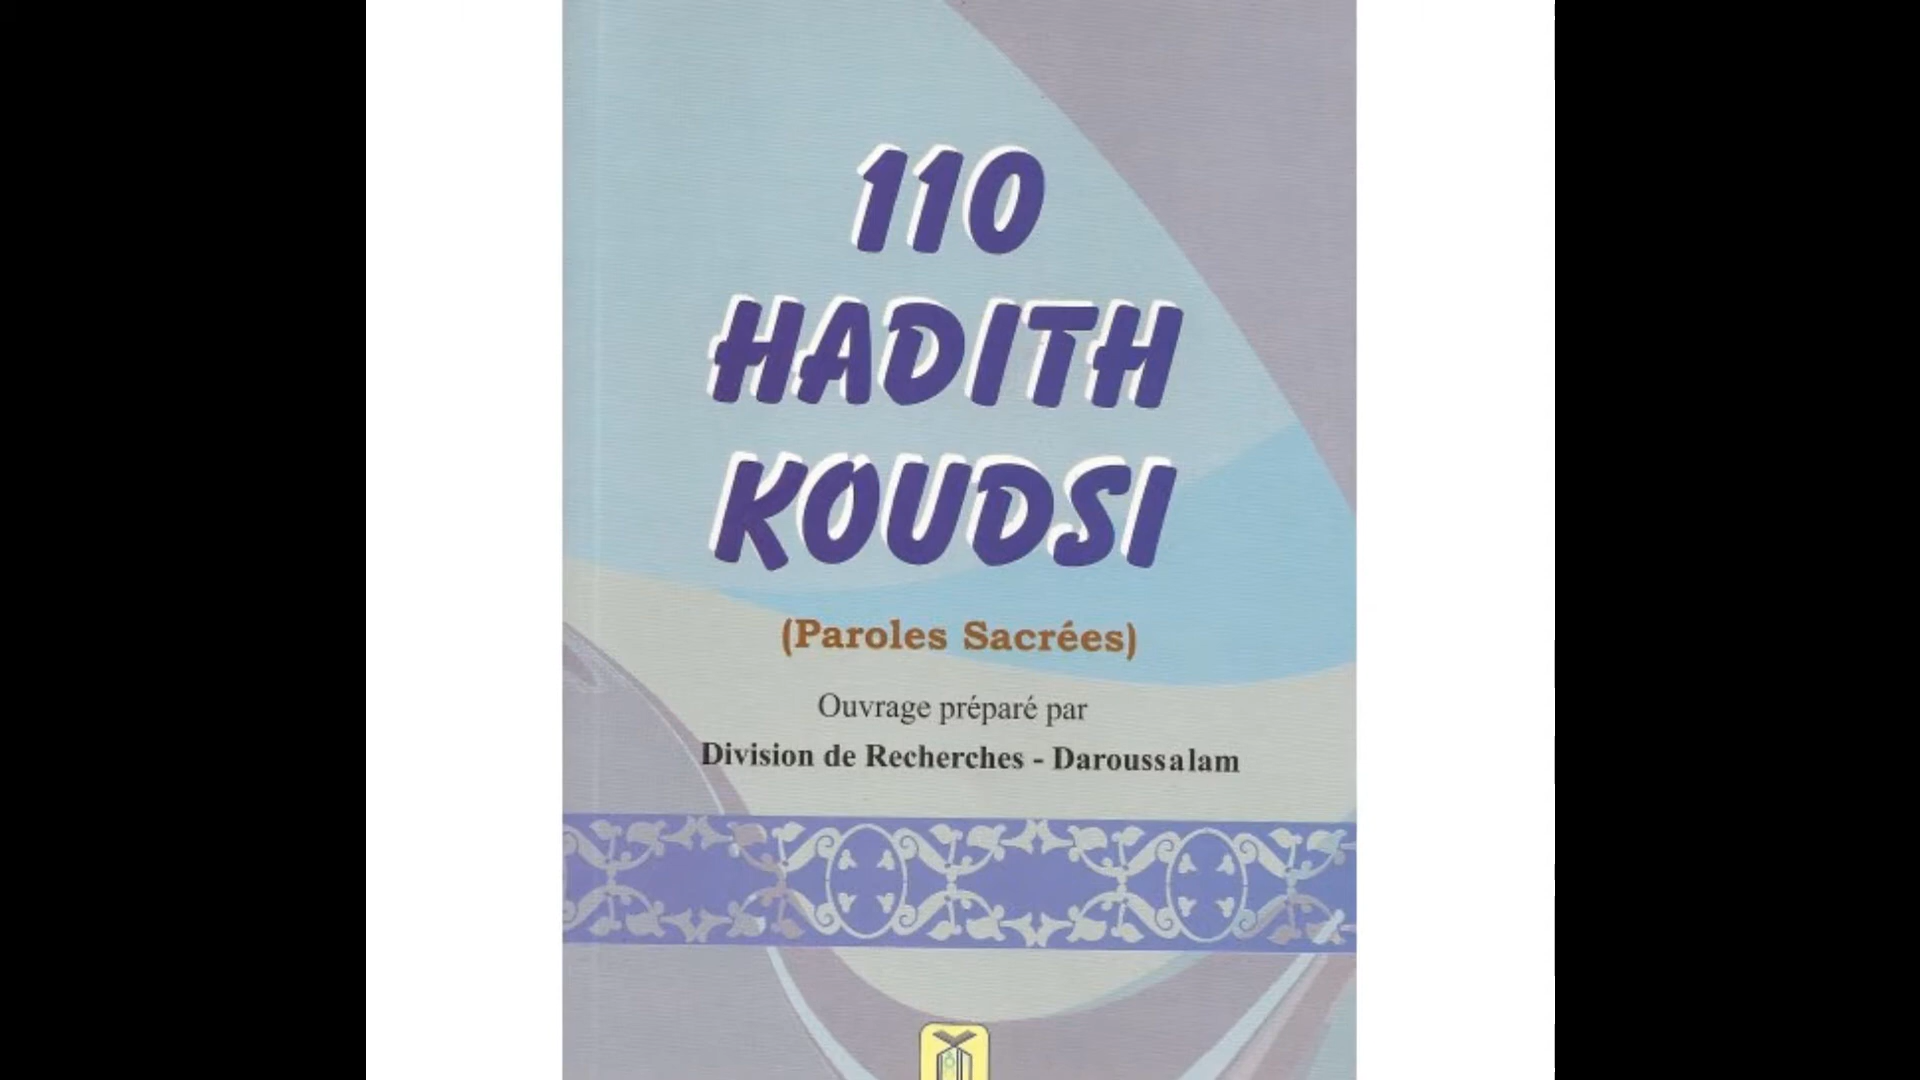 110
HADITH
KOUDSI
(Paroles Sacrées)
Ouvrage préparé par
Division de Recherches - Daroussalam